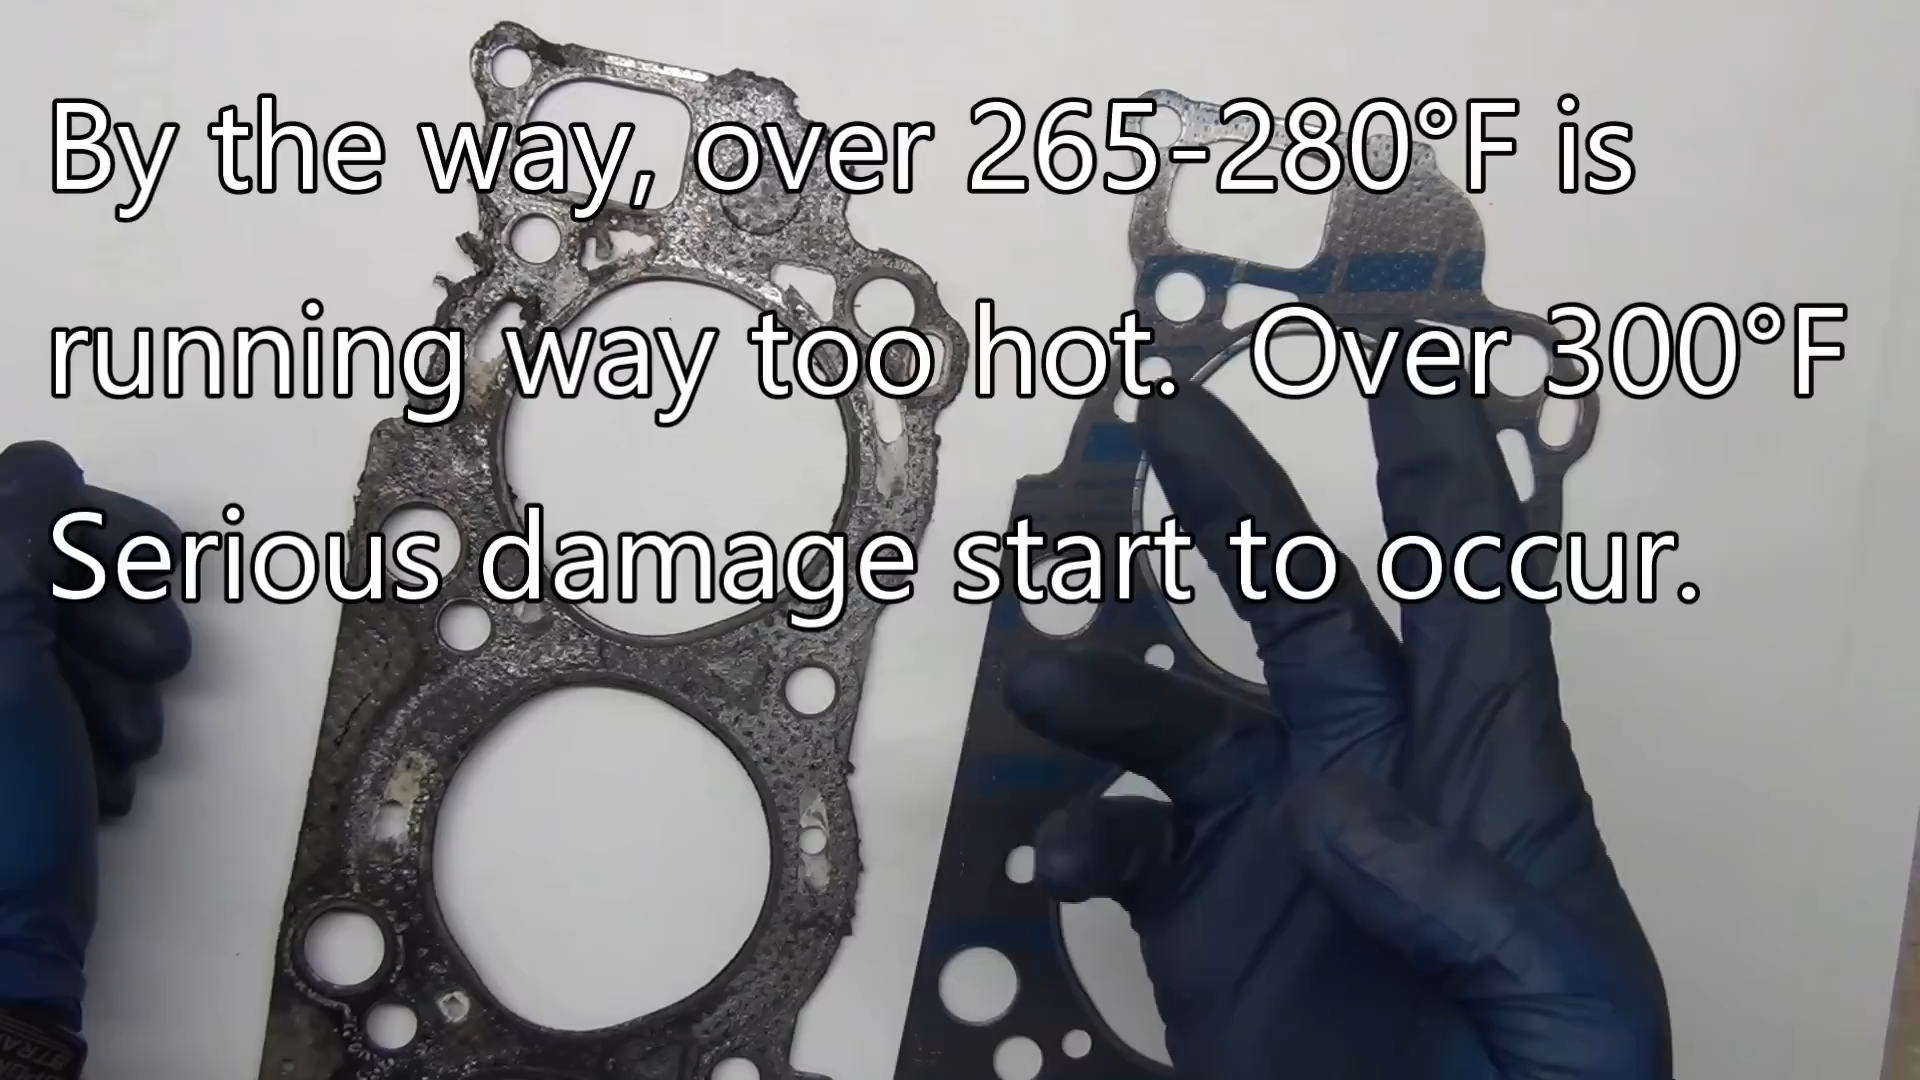 By the way, over 265-280°F is
running way too hot.  Over 300°F
Serious damage start to occur.